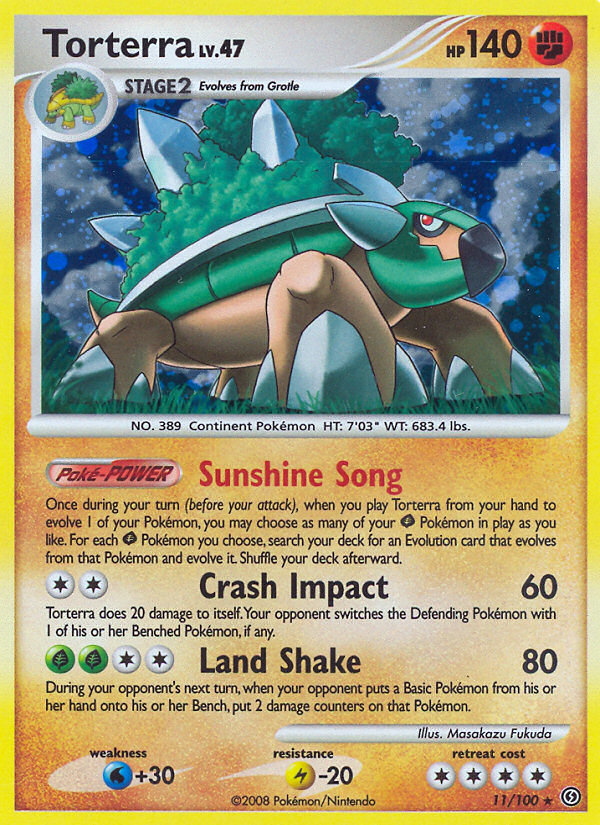 Torterra LV.47
HP 140
STAGE2 Evolves from Grotle
NO. 389 Continent Pokémon HT: 7'03" WT: 683.4 lbs.
Poké-POWER Sunshine Song
Once during your turn (before your attack), when you play Torterra from your hand to
evolve 1 of your Pokémon, you may choose as many of your Pokémon in play as you
like. For each Pokémon you choose, search your deck for an Evolution card that evolves
from that Pokémon and evolve it. Shuffle your deck afterward.
Crash Impact 60
Torterra does 20 damage to itself. Your opponent switches the Defending Pokémon with
1 of his or her Benched Pokémon, if any.
Land Shake 80
During your opponent's next turn, when your opponent puts a Basic Pokémon from his or
her hand onto his or her Bench, put 2 damage counters on that Pokémon.
Illus. Masakazu Fukuda
weakness resistance retreat cost
+30 -20
©2008 Pokémon/Nintendo 11/100 ★